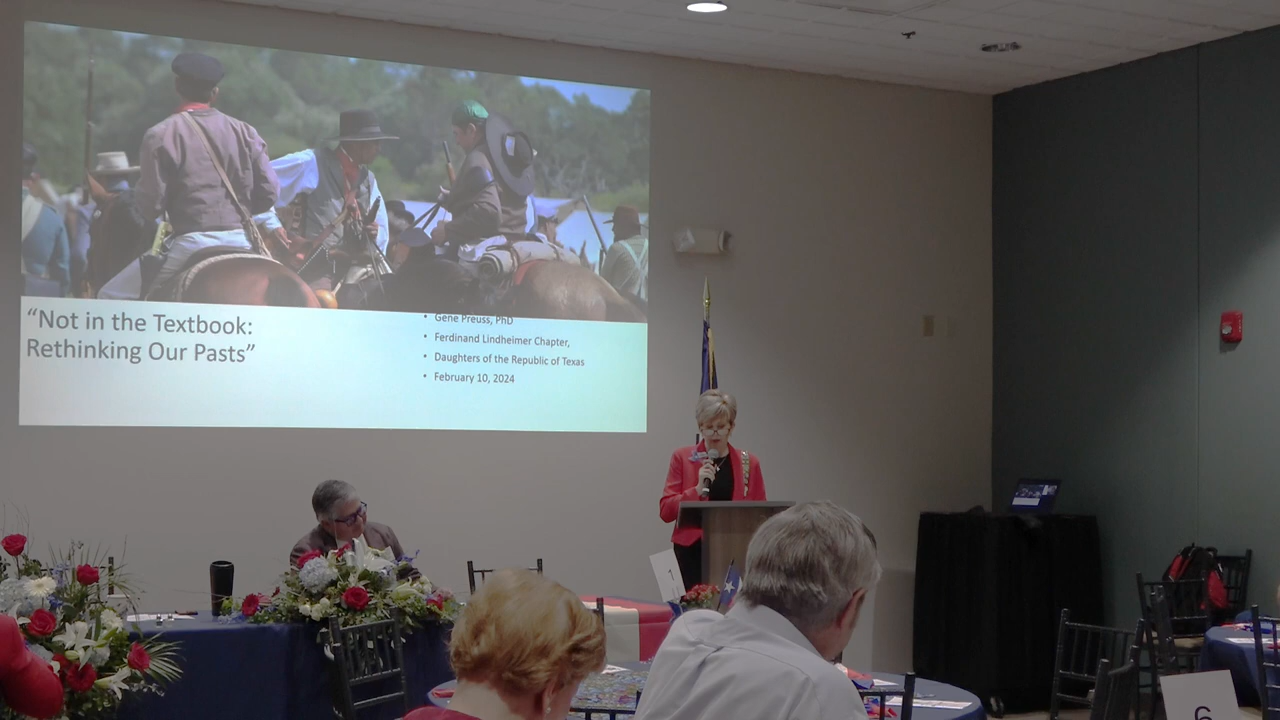 “Not in the Textbook:
Rethinking Our Pasts”
• Gene Preuss, PhD
• Ferdinand Lindheimer Chapter,
• Daughters of the Republic of Texas
• February 10, 2024
1
6